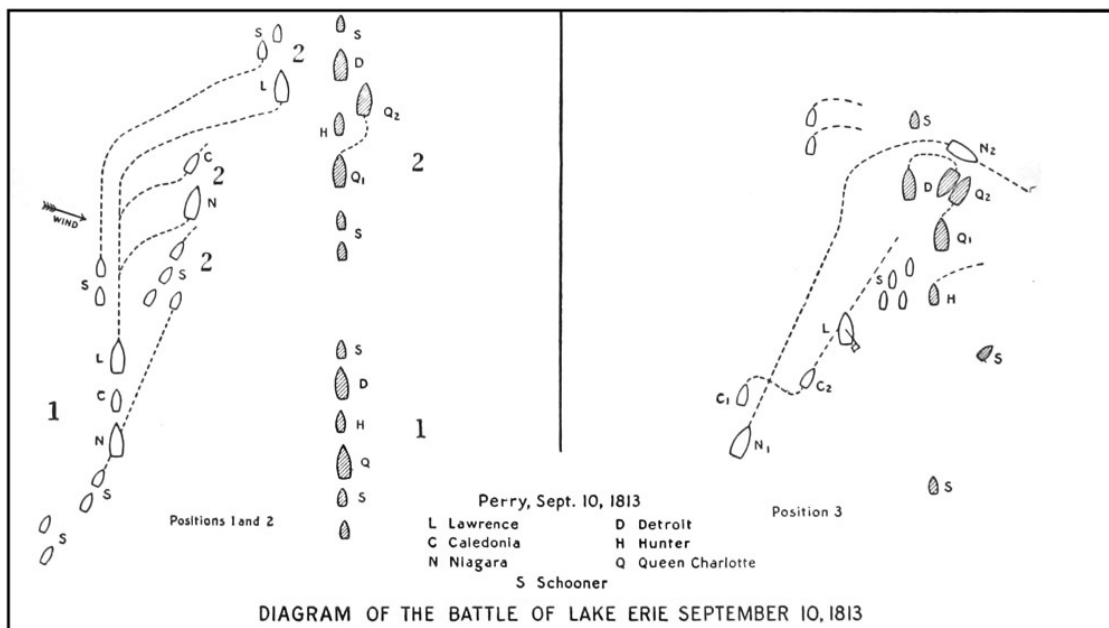 S
2
S
D
L
Q2
H
C
2
Q1
2
N
WIND
S
2
S
S
L
S
D
C
1
H
1
N
Q
S
S
S
Positions 1 and 2
S
N2
D
Q2
Q1
S
H
L
S
C1
C2
N1
S
Position 3
Perry, Sept. 10, 1813
L Lawrence D Detroit
C Caledonia H Hunter
N Niagara Q Queen Charlotte
S Schooner
DIAGRAM OF THE BATTLE OF LAKE ERIE SEPTEMBER 10, 1813